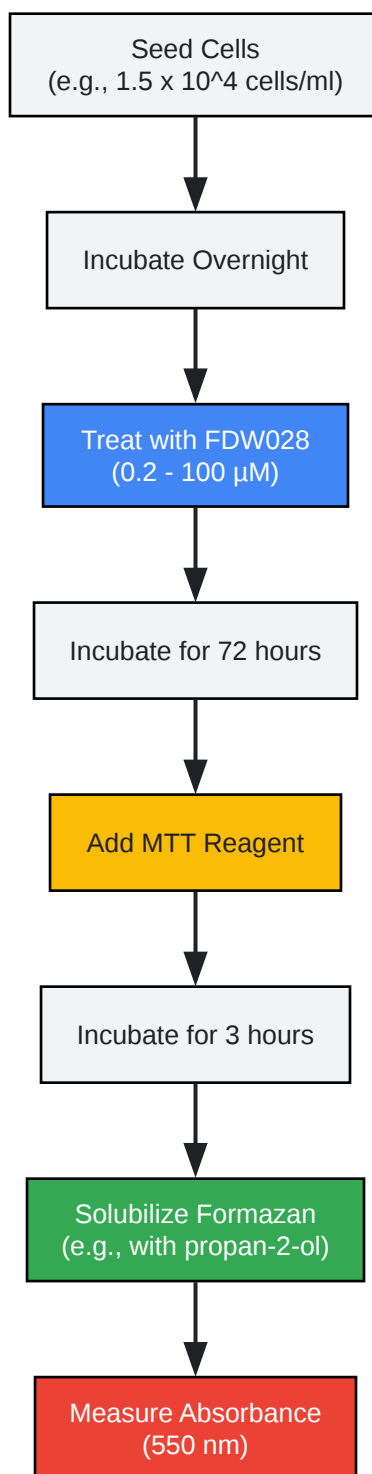 Seed Cells
(e.g., 1.5 x 10^4 cells/ml)
Incubate Overnight
Treat with FDW028
(0.2 - 100 µM)
Incubate for 72 hours
Add MTT Reagent
Incubate for 3 hours
Solubilize Formazan
(e.g., with propan-2-ol)
Measure Absorbance
(550 nm)